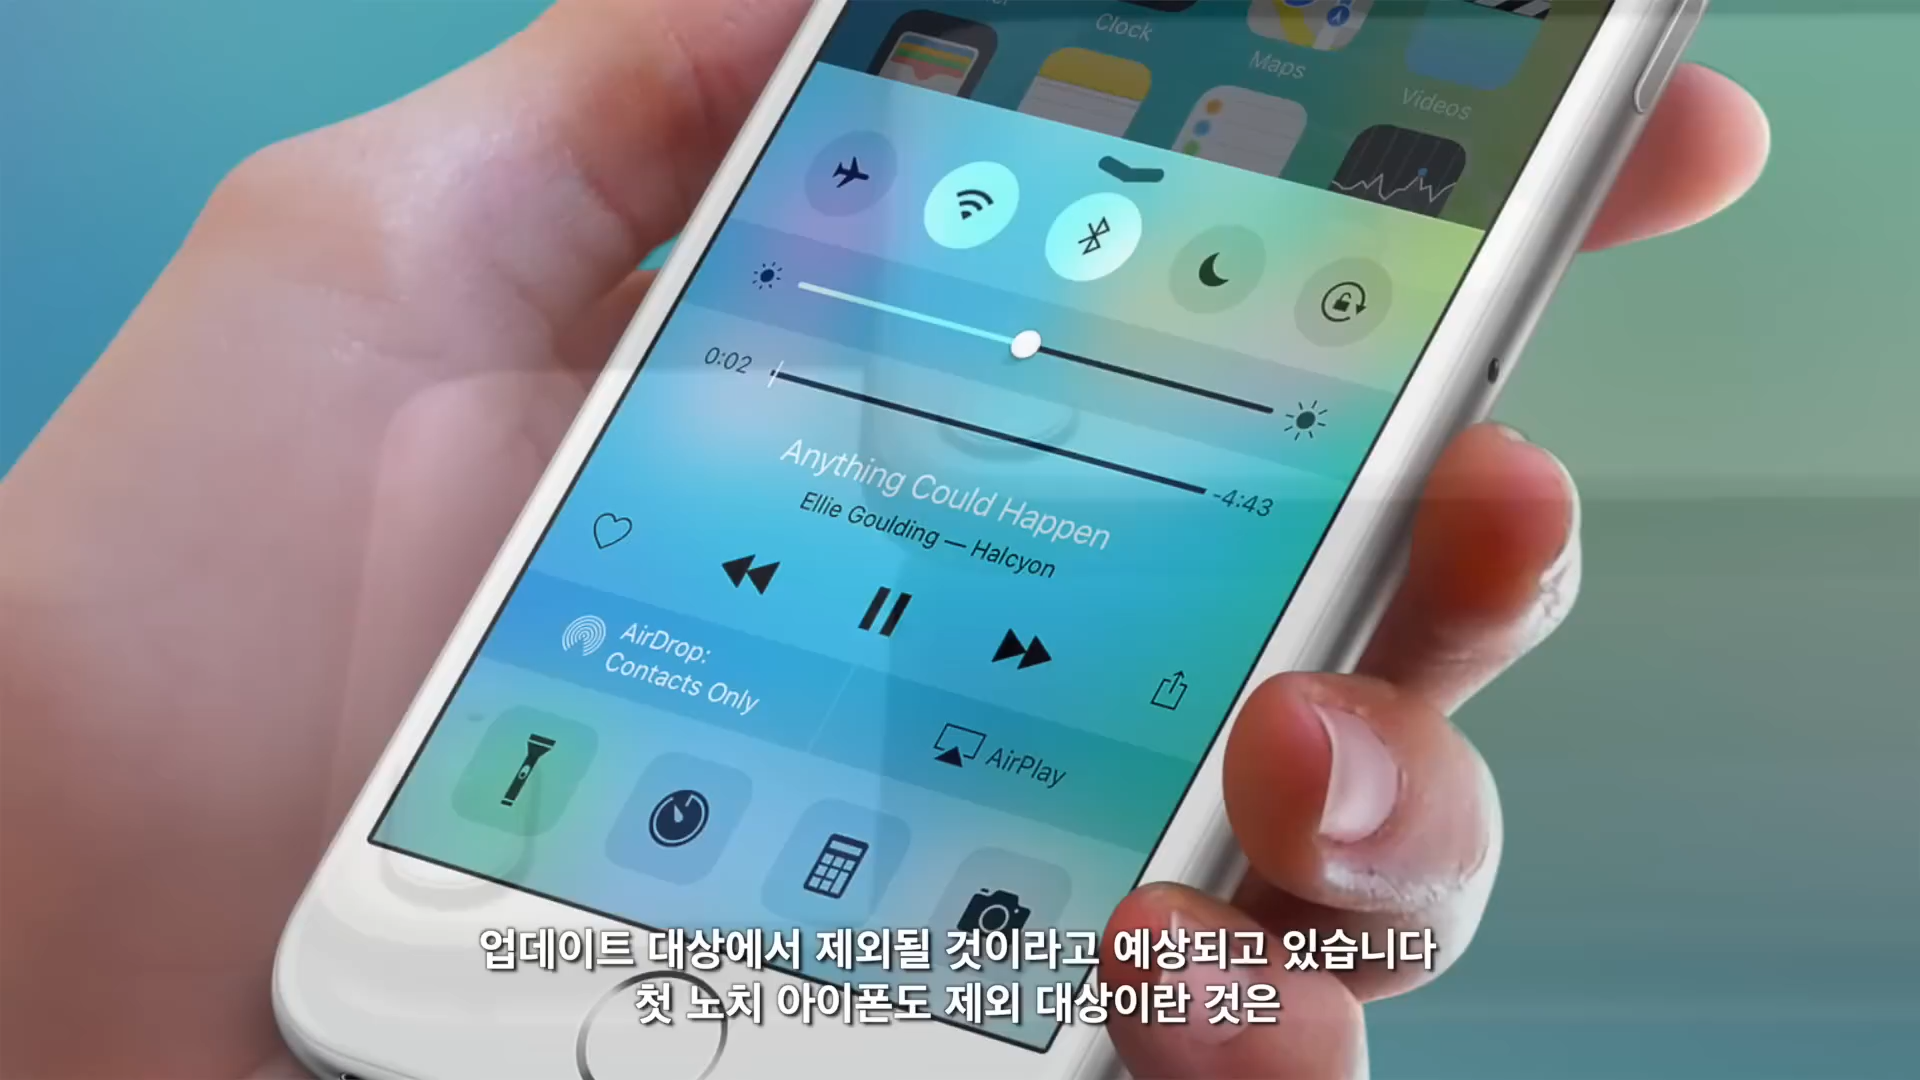 Clock
Maps
Videos
0:02
-4:43
Anything Could Happen
Ellie Goulding — Halcyon
AirDrop:
Contacts Only
AirPlay
업데이트 대상에서 제외될 것이라고 예상되고 있습니다
첫 노치 아이폰도 제외 대상이란 것은